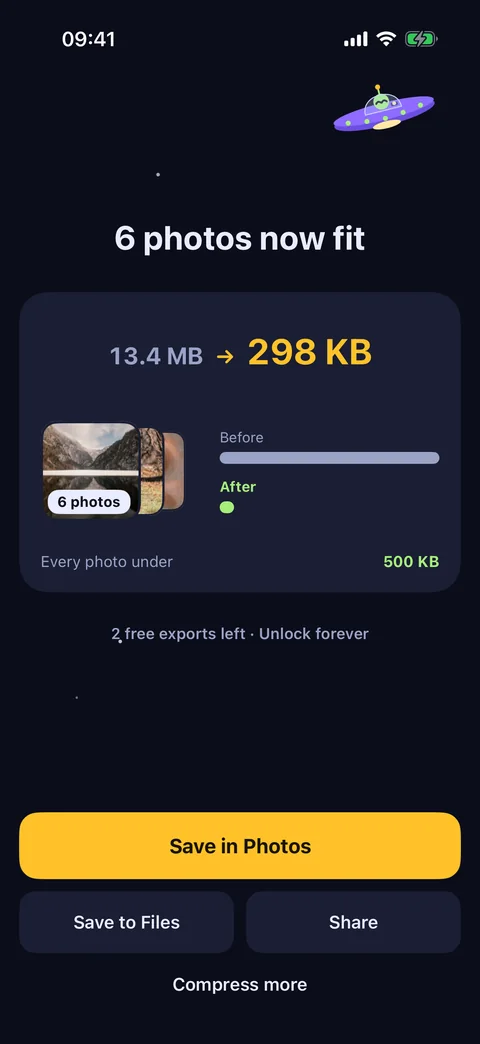 09:41
6 photos now fit
13.4 MB → 298 KB
Before
After
6 photos
Every photo under 500 KB
2 free exports left · Unlock forever
Save in Photos
Save to Files
Share
Compress more